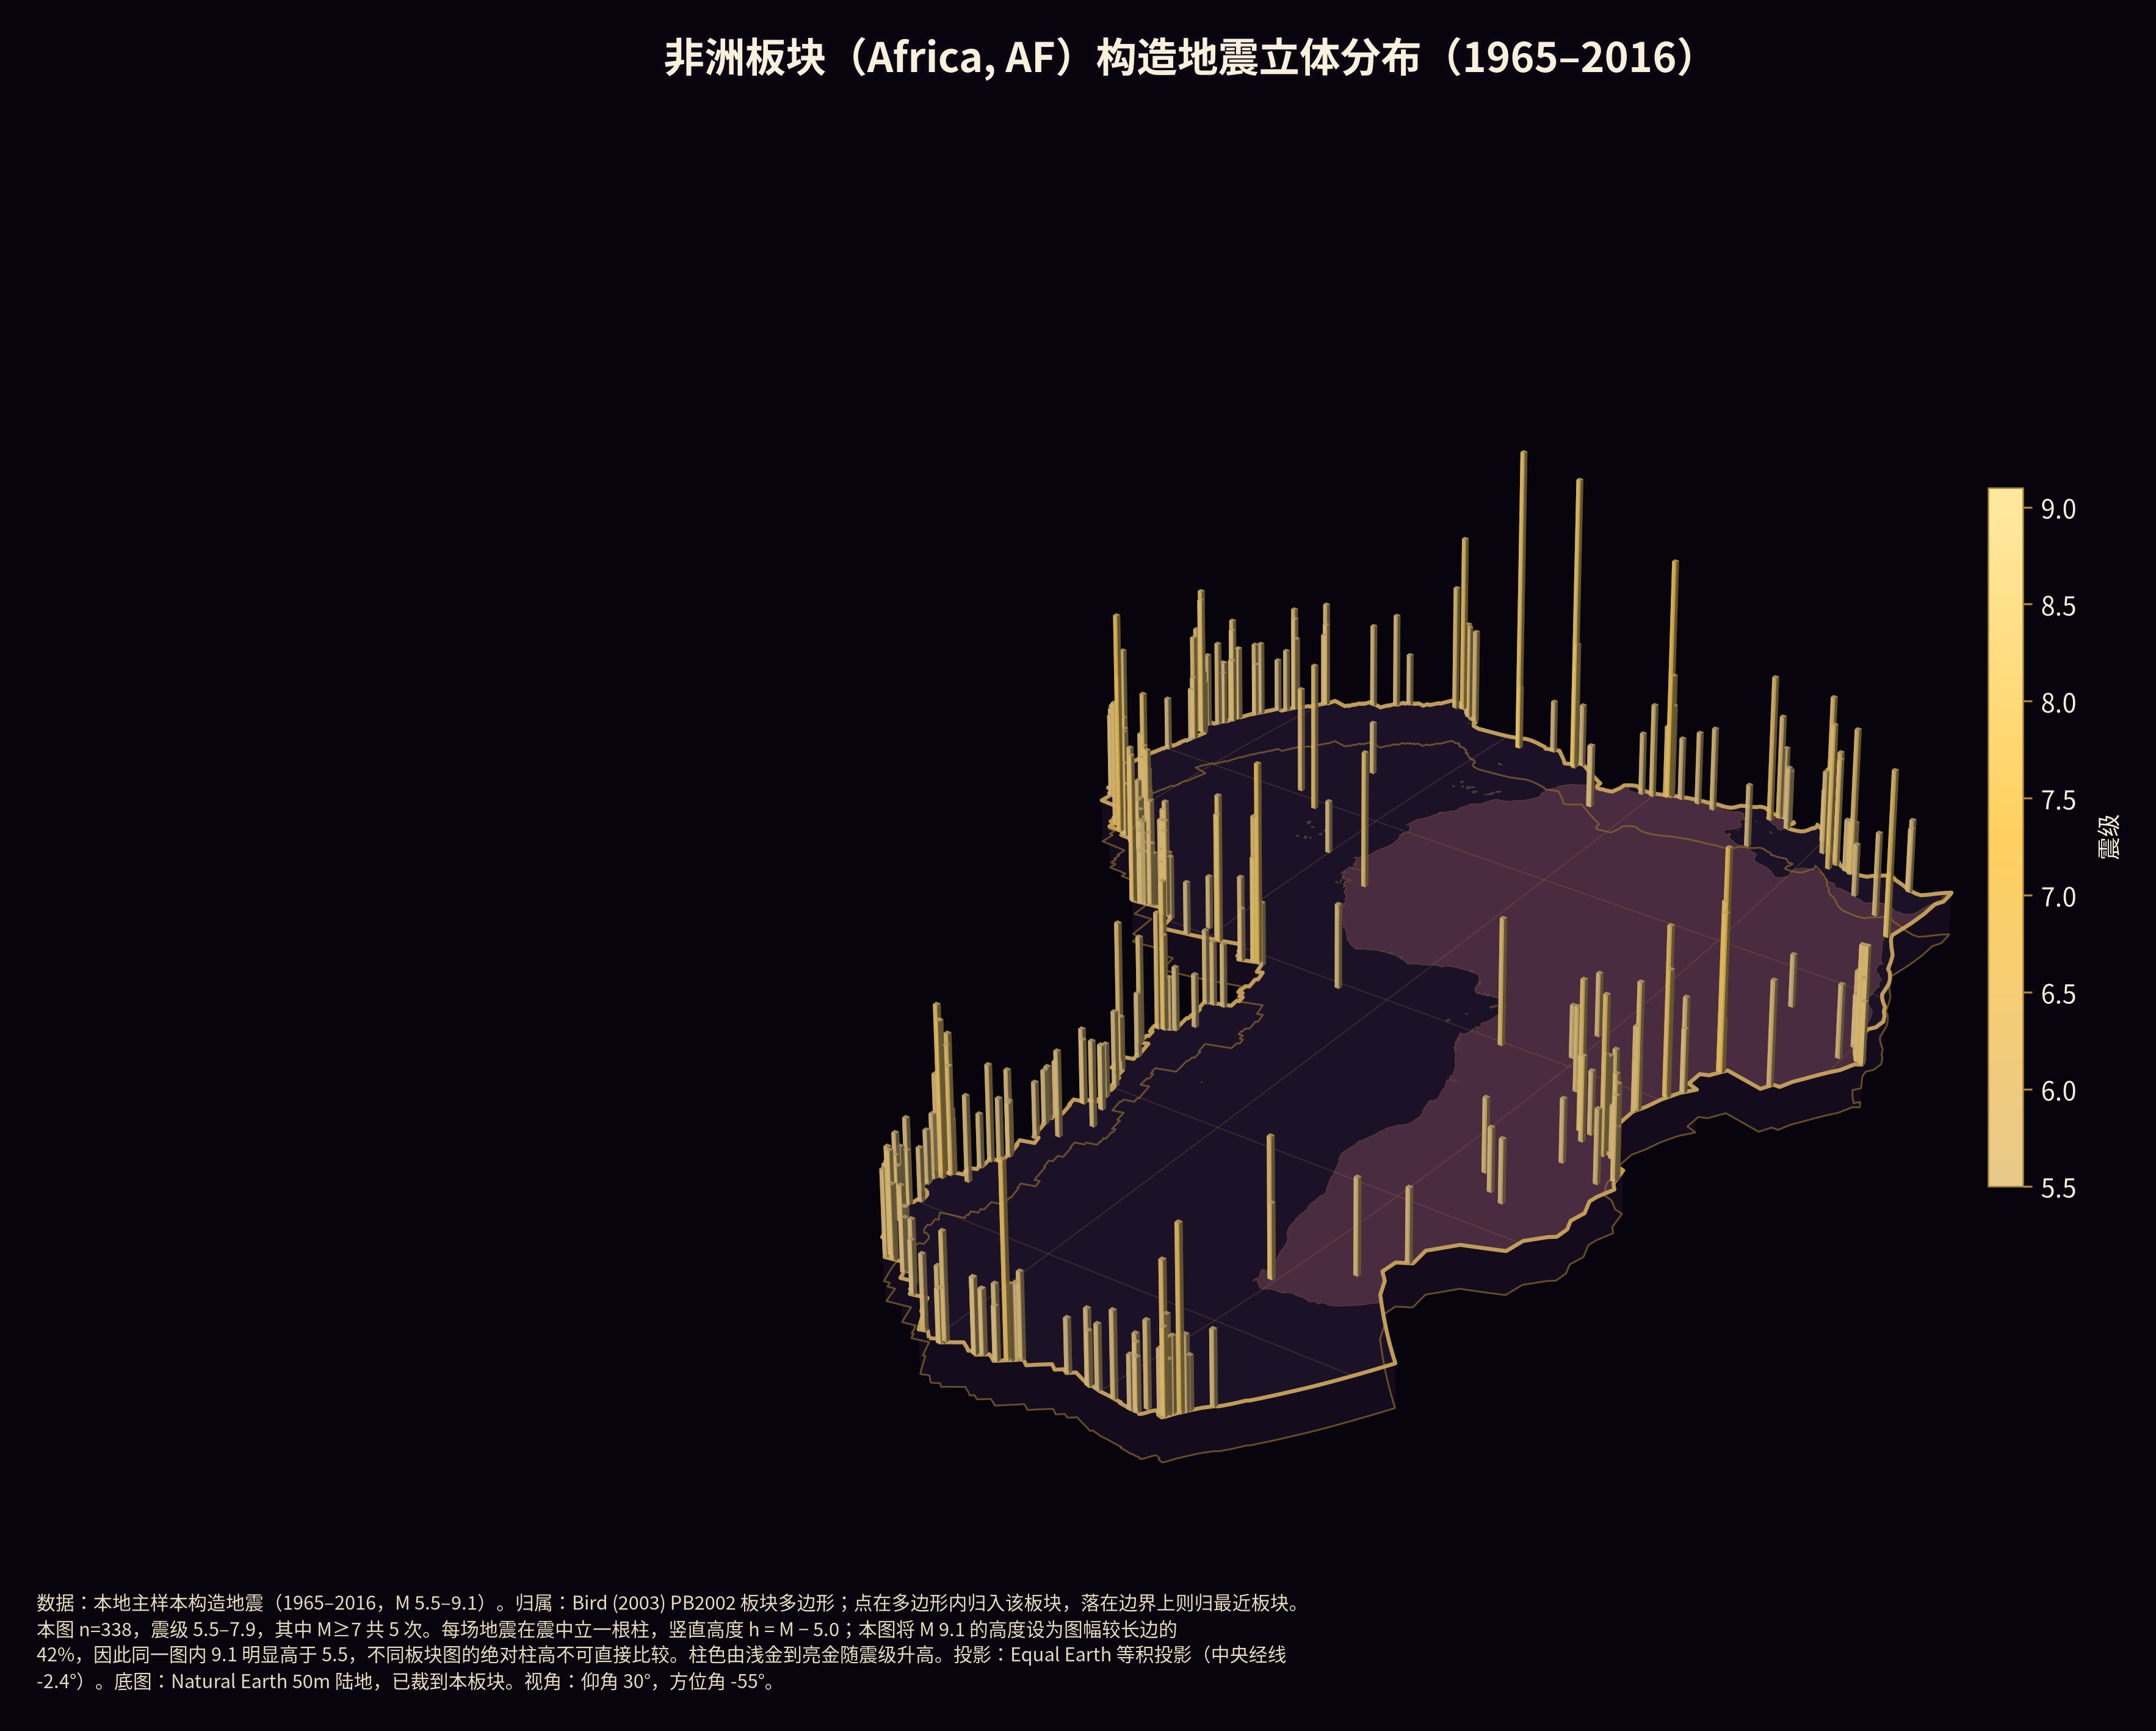 非洲板块（Africa, AF）构造地震立体分布（1965–2016）
9.0
8.5
8.0
7.5
7.0
6.5
6.0
5.5
震级
数据：本地主样本构造地震（1965–2016，M 5.5–9.1）。归属：Bird (2003) PB2002 板块多边形；点在多边形内归入该板块，落在边界上则归最近板块。
本图 n=338，震级 5.5–7.9，其中 M≥7 共 5 次。每场地震在震中立一根柱，竖直高度 h = M − 5.0；本图将 M 9.1 的高度设为图幅较长边的
42%，因此同一图内 9.1 明显高于 5.5，不同板块图的绝对柱高不可直接比较。柱色由浅金到亮金随震级升高。投影：Equal Earth 等积投影（中央经线
-2.4°）。底图：Natural Earth 50m 陆地，已裁到本板块。视角：仰角 30°，方位角 -55°。